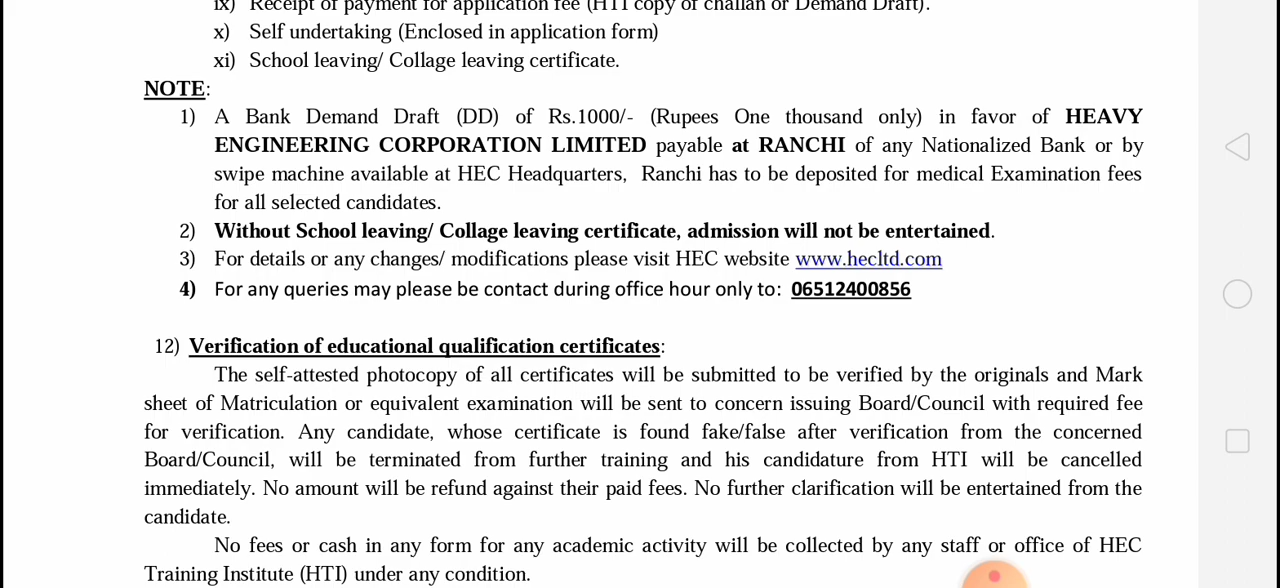 ix) Receipt of payment for application fee (HTI copy of challan or Demand Draft).
x) Self undertaking (Enclosed in application form)
xi) School leaving/ Collage leaving certificate.
NOTE:
1) A Bank Demand Draft (DD) of Rs.1000/- (Rupees One thousand only) in favor of HEAVY
ENGINEERING CORPORATION LIMITED payable at RANCHI of any Nationalized Bank or by
swipe machine available at HEC Headquarters, Ranchi has to be deposited for medical Examination fees
for all selected candidates.
2) Without School leaving/ Collage leaving certificate, admission will not be entertained.
3) For details or any changes/ modifications please visit HEC website www.hecltd.com
4) For any queries may please be contact during office hour only to: 06512400856
12) Verification of educational qualification certificates:
The self-attested photocopy of all certificates will be submitted to be verified by the originals and Mark
sheet of Matriculation or equivalent examination will be sent to concern issuing Board/Council with required fee
for verification. Any candidate, whose certificate is found fake/false after verification from the concerned
Board/Council, will be terminated from further training and his candidature from HTI will be cancelled
immediately. No amount will be refund against their paid fees. No further clarification will be entertained from the
candidate.
No fees or cash in any form for any academic activity will be collected by any staff or office of HEC
Training Institute (HTI) under any condition.